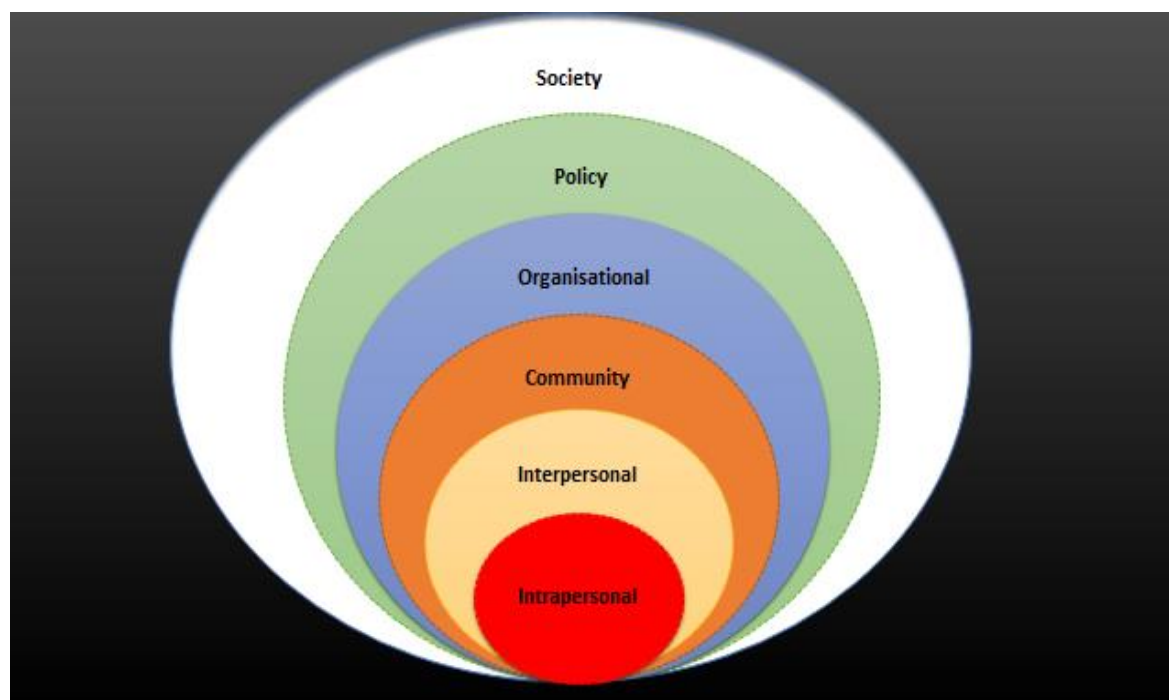 Society
Policy
Organisational
Community
Interpersonal
Intrapersonal